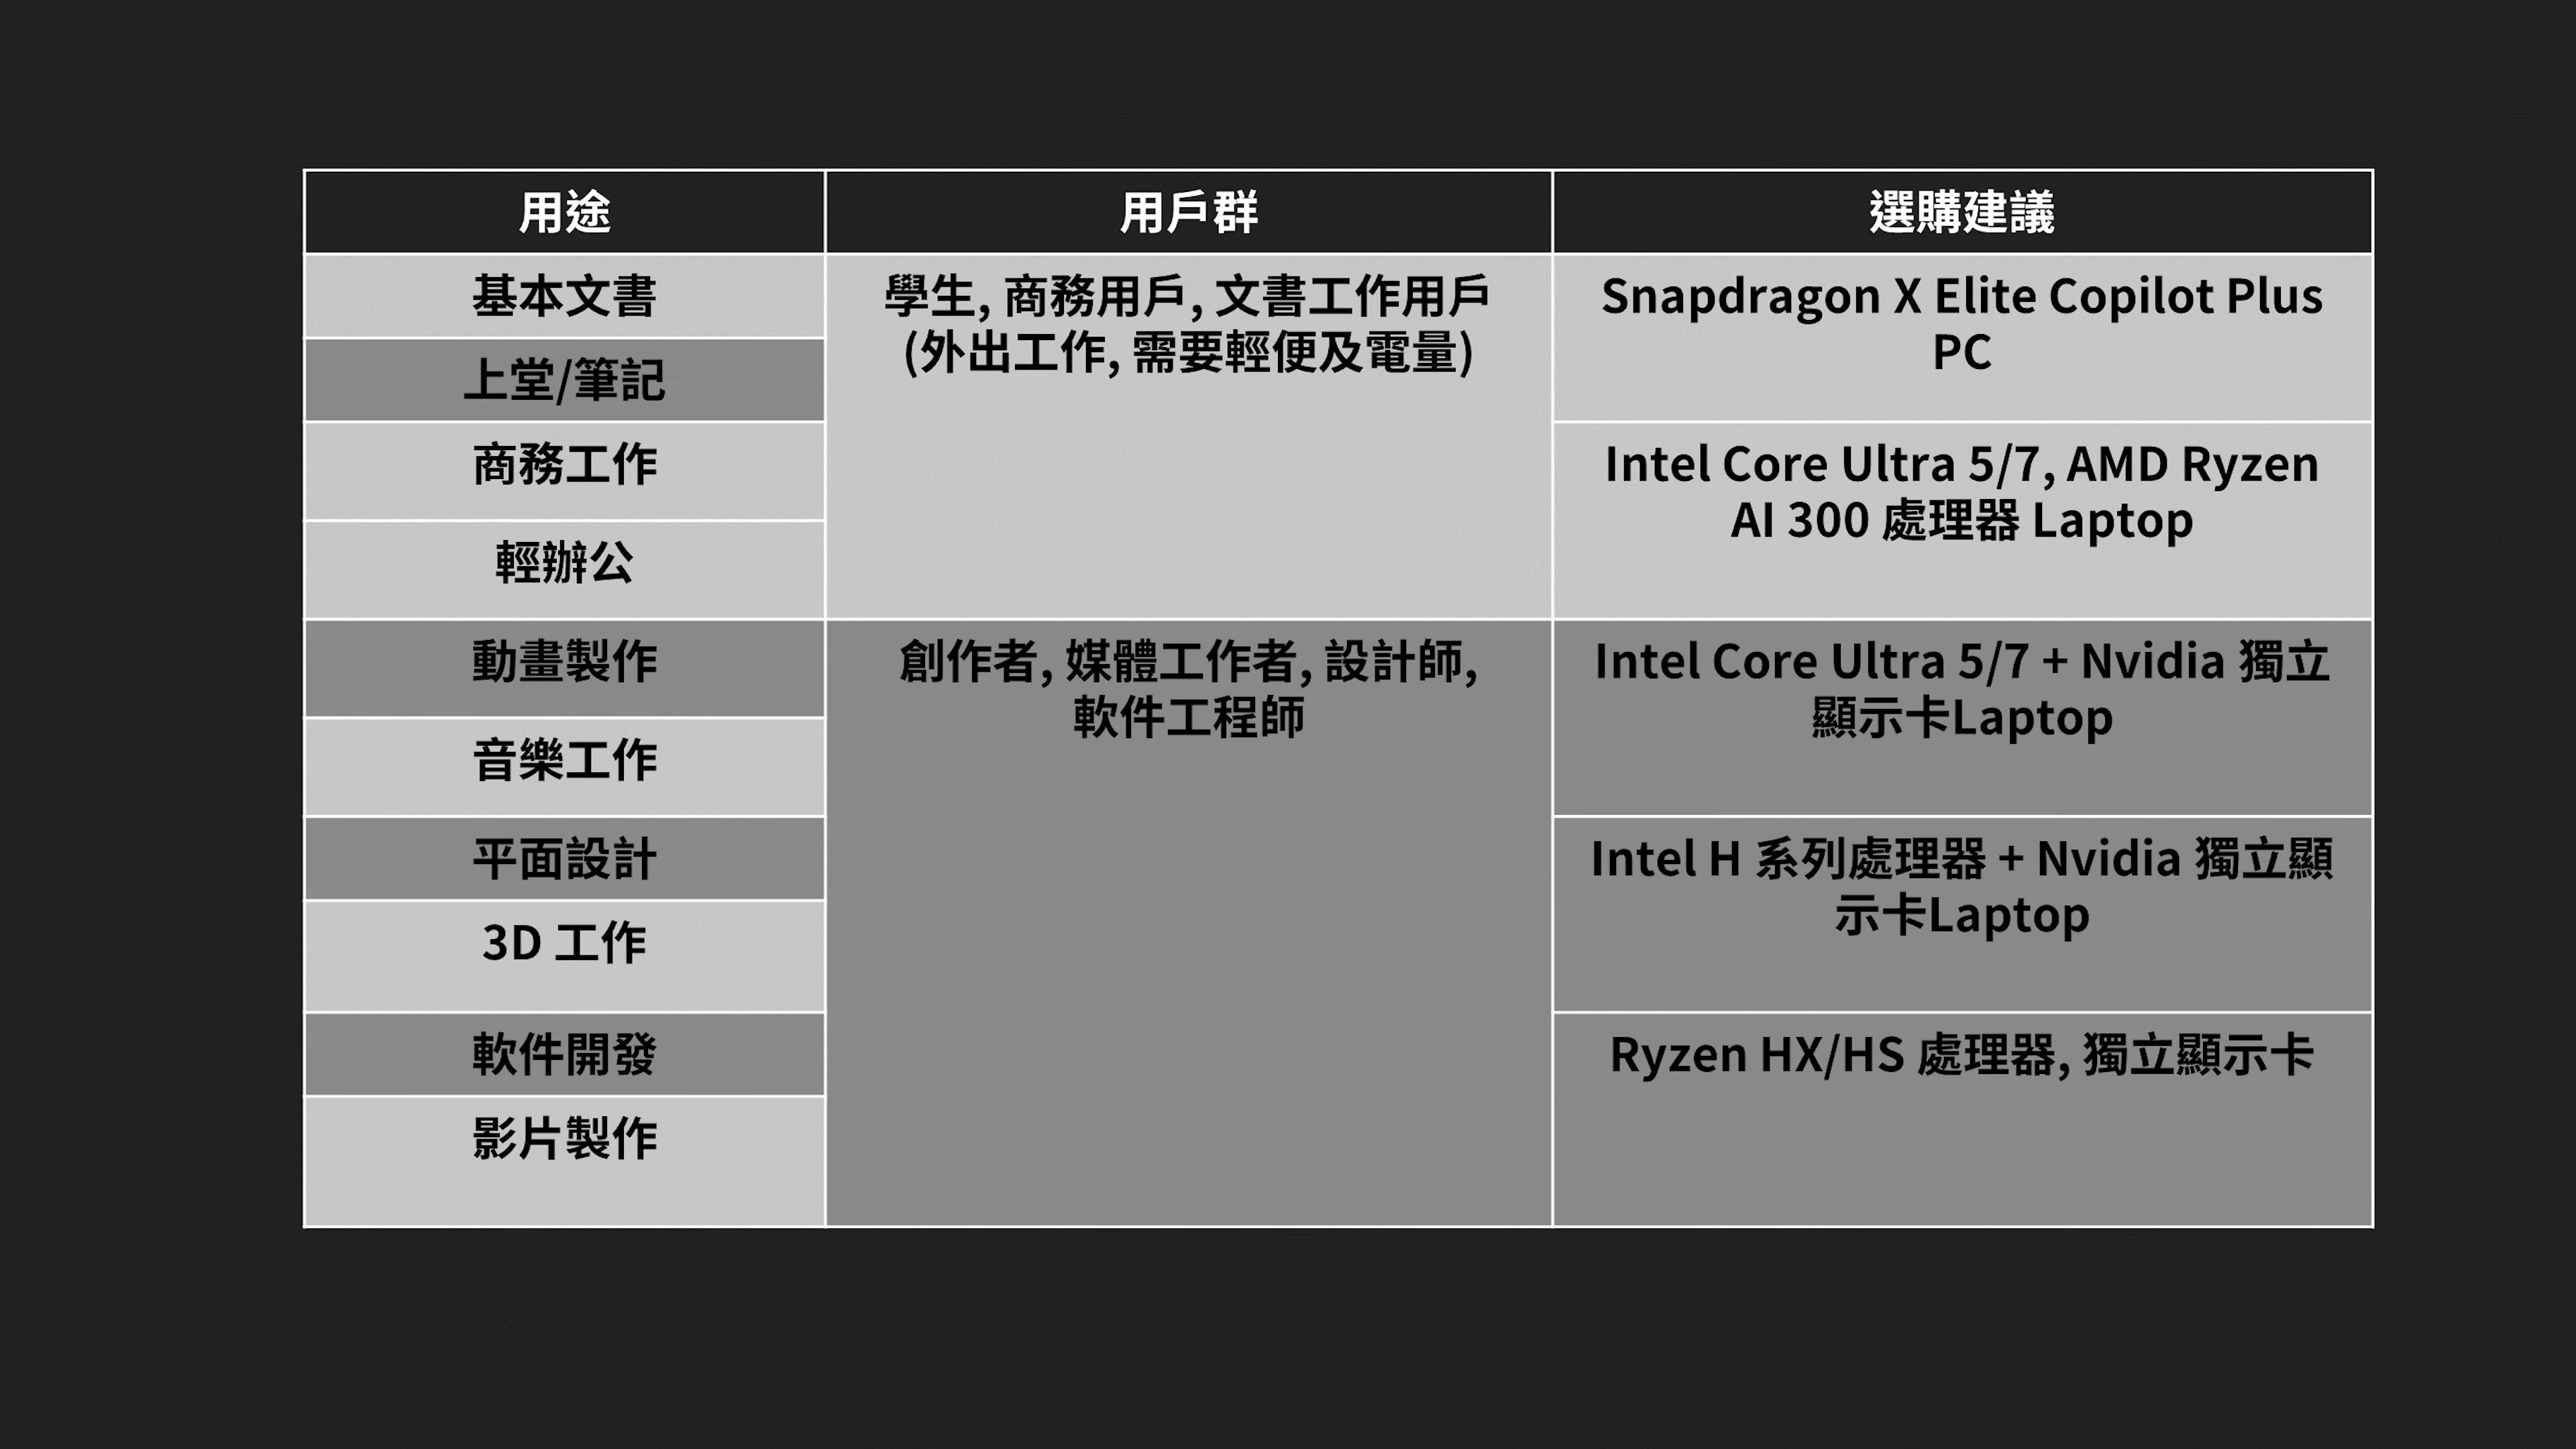 用途
用戶群
選購建議
基本文書
學生, 商務用戶, 文書工作用戶
(外出工作, 需要輕便及電量)
Snapdragon X Elite Copilot Plus
PC
上堂/筆記
商務工作
Intel Core Ultra 5/7, AMD Ryzen
AI 300 處理器 Laptop
輕辦公
動畫製作
創作者, 媒體工作者, 設計師,
軟件工程師
Intel Core Ultra 5/7 + Nvidia 獨立
顯示卡Laptop
音樂工作
平面設計
Intel H 系列處理器 + Nvidia 獨立顯
示卡Laptop
3D 工作
軟件開發
Ryzen HX/HS 處理器, 獨立顯示卡
影片製作